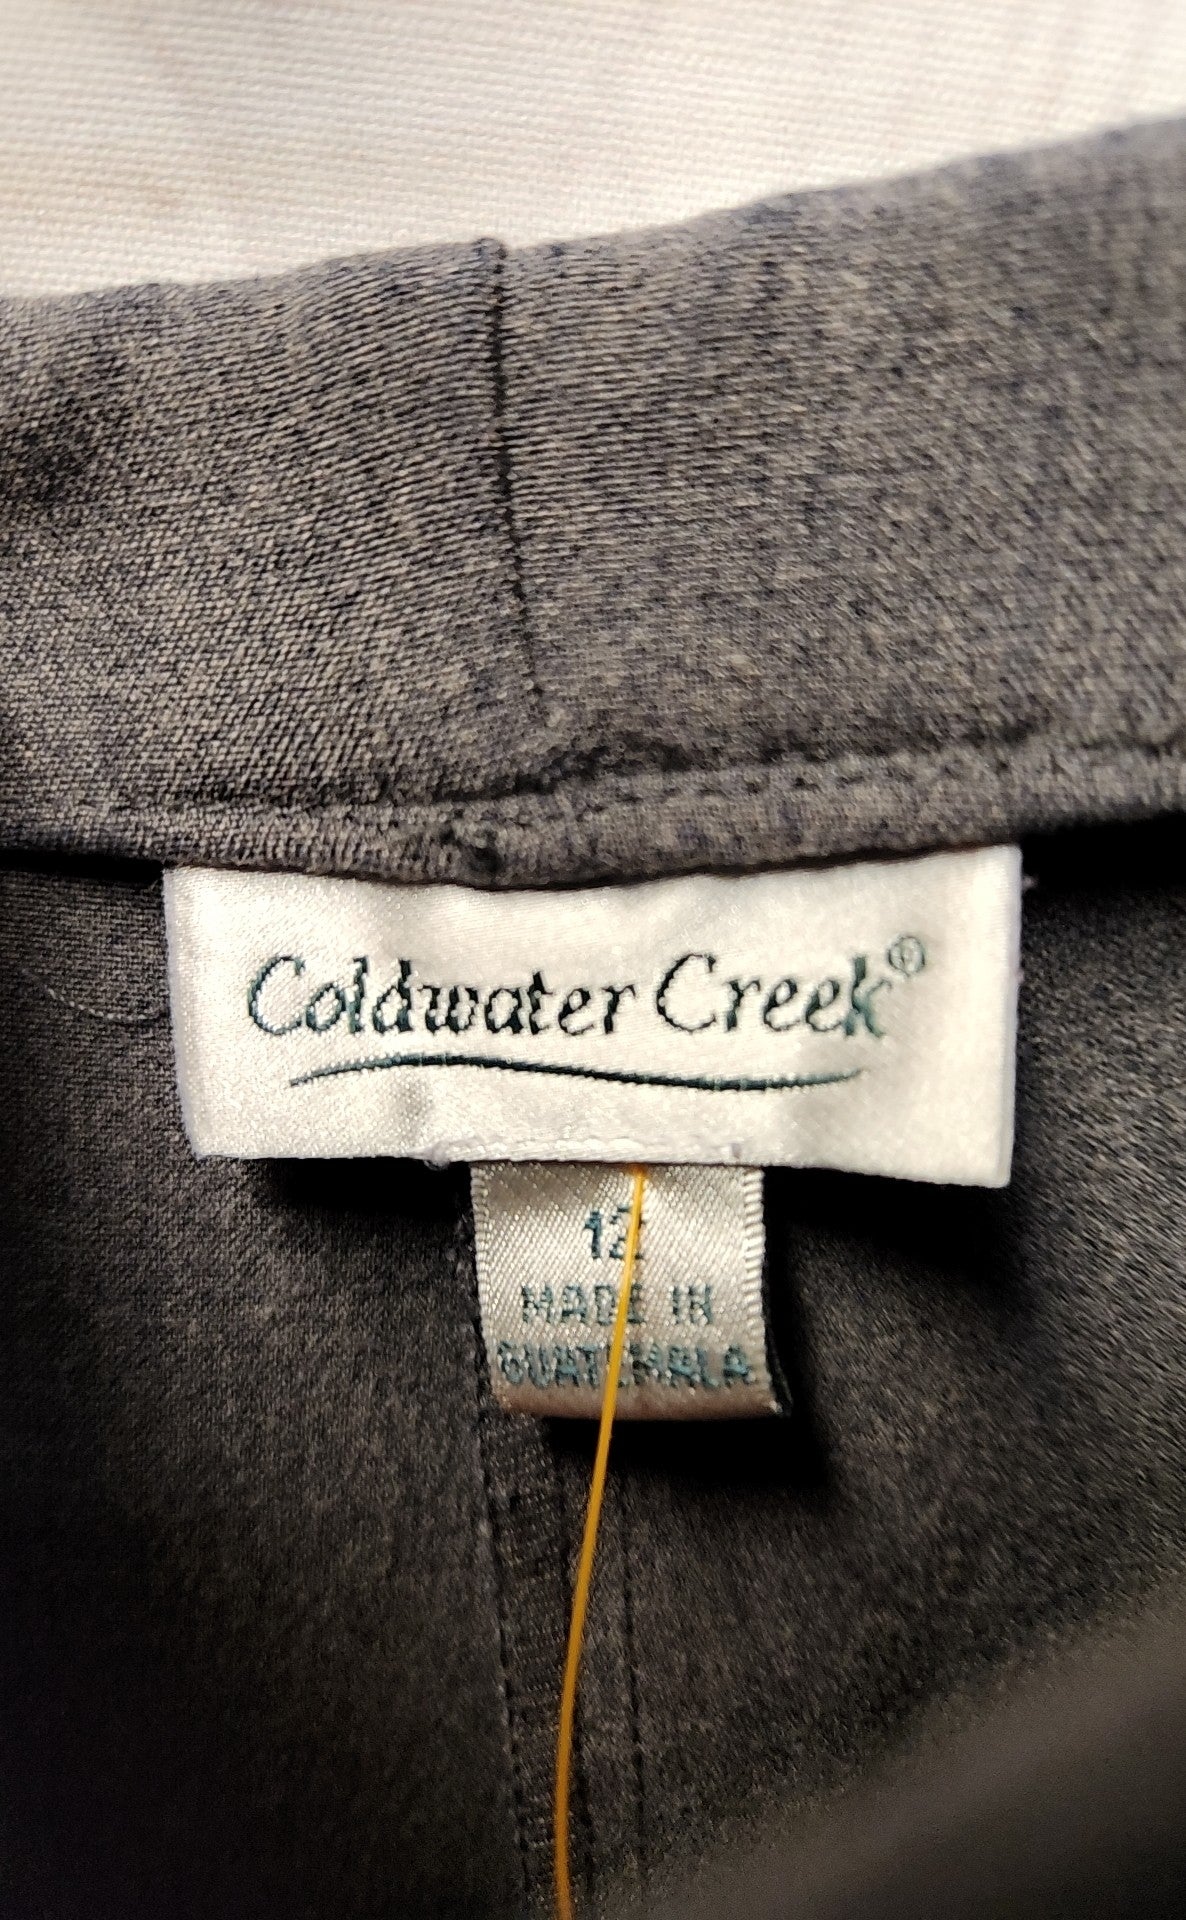 Coldwater Creek®
12
MADE IN
GUATEMALA